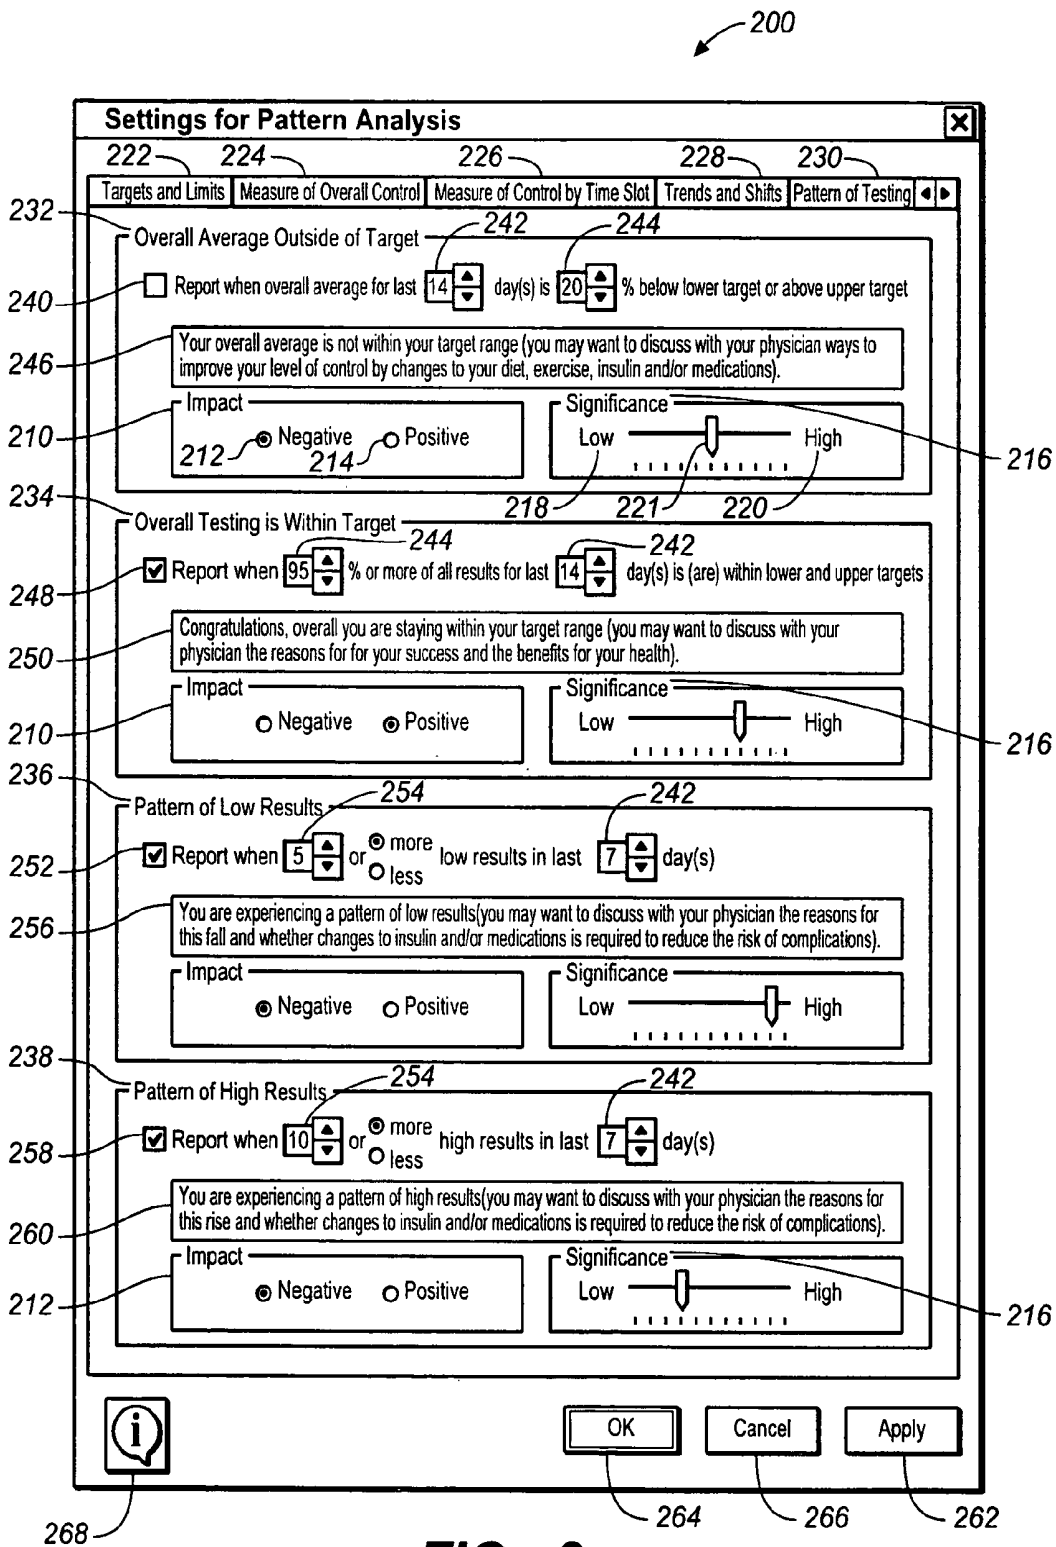 200
Settings for Pattern Analysis
222 224 226 228 230
Targets and Limits Measure of Overall Control Measure of Control by Time Slot Trends and Shifts Pattern of Testing
232 242 244
Overall Average Outside of Target
240 Report when overall average for last 14 day(s) is 20 % below lower target or above upper target
246 Your overall average is not within your target range (you may want to discuss with your physician ways to
improve your level of control by changes to your diet, exercise, insulin and/or medications).
Impact Significance
210 212 Negative 214 Positive Low High 216
218 221 220
234
Overall Testing is Within Target
244 242
248 Report when 95 % or more of all results for last 14 day(s) is (are) within lower and upper targets
250 Congratulations, overall you are staying within your target range (you may want to discuss with your
physician the reasons for for your success and the benefits for your health).
Impact Significance
210 Negative Positive Low High 216
236 254 242
Pattern of Low Results
252 Report when 5 or more less low results in last 7 day(s)
256 You are experiencing a pattern of low results(you may want to discuss with your physician the reasons for
this fall and whether changes to insulin and/or medications is required to reduce the risk of complications).
Impact Significance
Negative Positive Low High
238 254 242
Pattern of High Results
258 Report when 10 or more less high results in last 7 day(s)
260 You are experiencing a pattern of high results(you may want to discuss with your physician the reasons for
this rise and whether changes to insulin and/or medications is required to reduce the risk of complications).
Impact Significance
212 Negative Positive Low High 216
i OK Cancel Apply
268 264 266 262